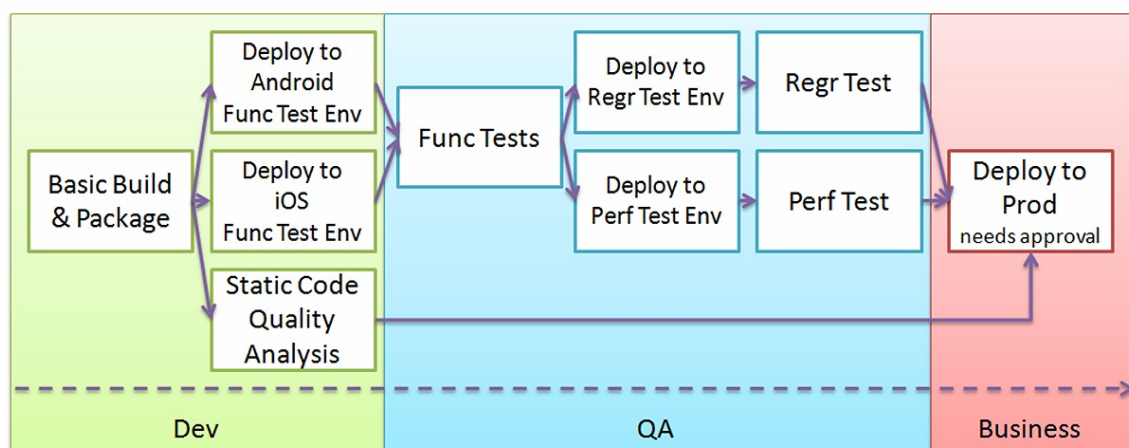 Basic Build
& Package
Deploy to
Android
Func Test Env
Deploy to
iOS
Func Test Env
Static Code
Quality
Analysis
Func Tests
Deploy to
Regr Test Env
Regr Test
Deploy to
Perf Test Env
Perf Test
Deploy to
Prod
needs approval
Dev
QA
Business